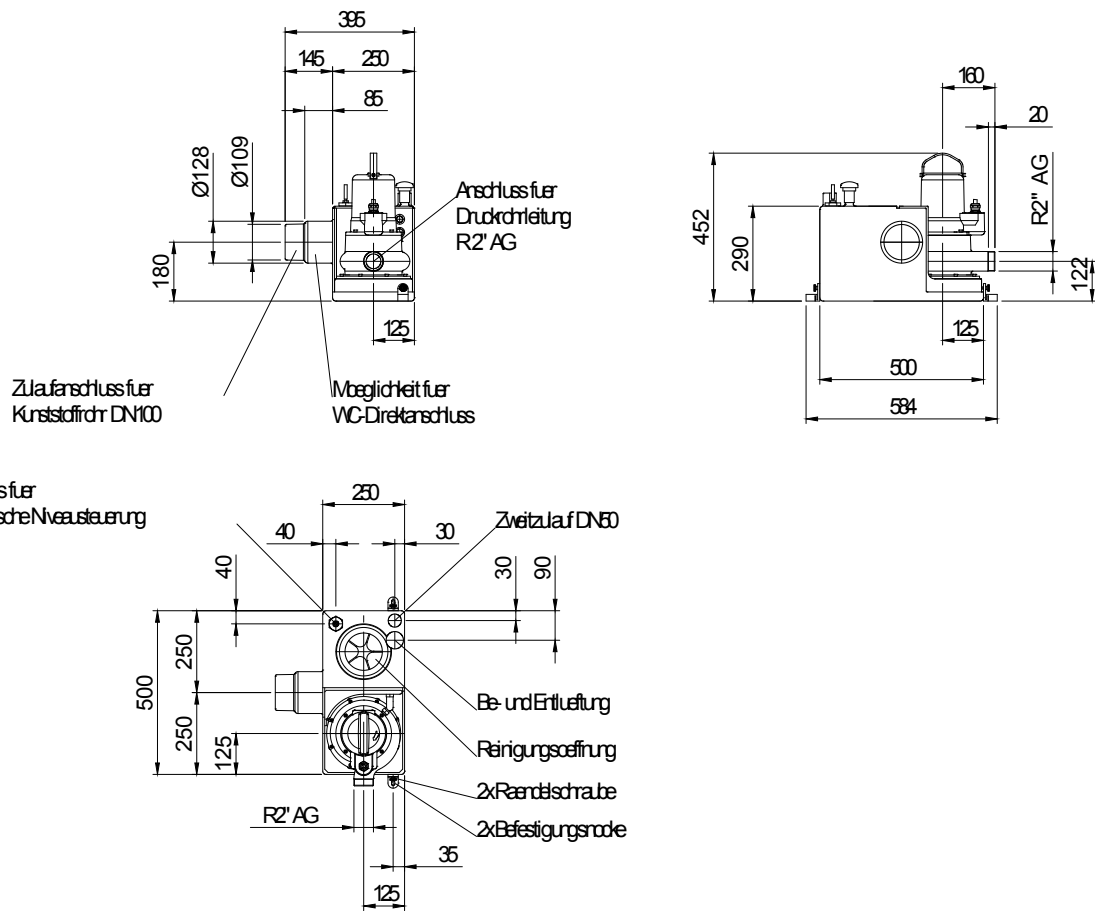 395
145
250
85
Ø128
Ø109
180
125
Anschluss fuer
Druckrohrleitung
R2" AG
Zulaufanschluss fuer
Kunststoffrohr DN100
Moeglichkeit fuer
WC-Direktanschluss
160
20
R2" AG
452
290
122
125
500
584
s fuer
sche Niveausteuerung
250
40
30
Zweitzulauf DN50
40
30
90
500
250
250
125
Be- und Entlueftung
Reinigungsoeffnung
2x Raendelschraube
2x Befestigungsnocke
R2" AG
35
125